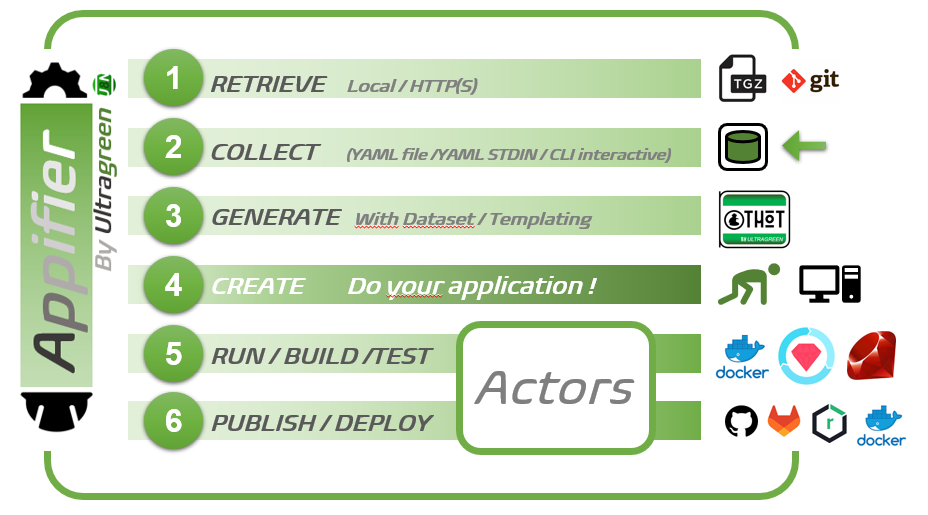 Appifier
By Ultragreen
1
RETRIEVE Local / HTTP(S)
TGZ
git
2
COLLECT (YAML file /YAML STDIN / CLI interactive)
3
GENERATE With Dataset / Templating
THOT
ULTRAGREEN
4
CREATE Do your application !
5
RUN / BUILD /TEST
docker
Actors
6
PUBLISH / DEPLOY
r
docker